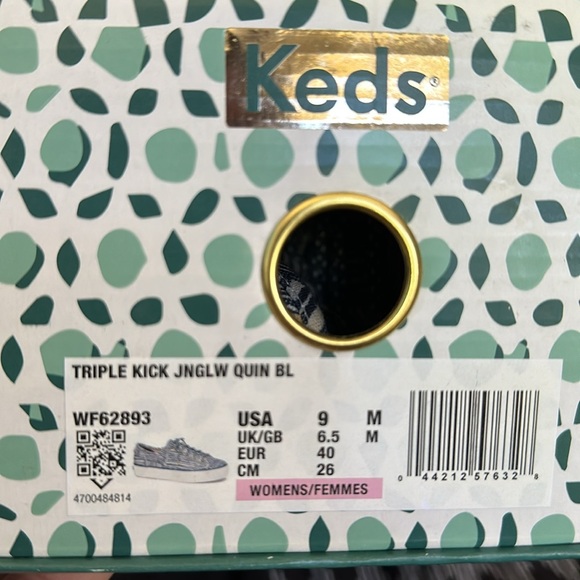 Keds®
TRIPLE KICK JNGLW QUIN BL
WF62893
4700484814
USA 9 M
UK/GB 6.5 M
EUR 40
CM 26
WOMENS/FEMMES
0 44212 57632 8